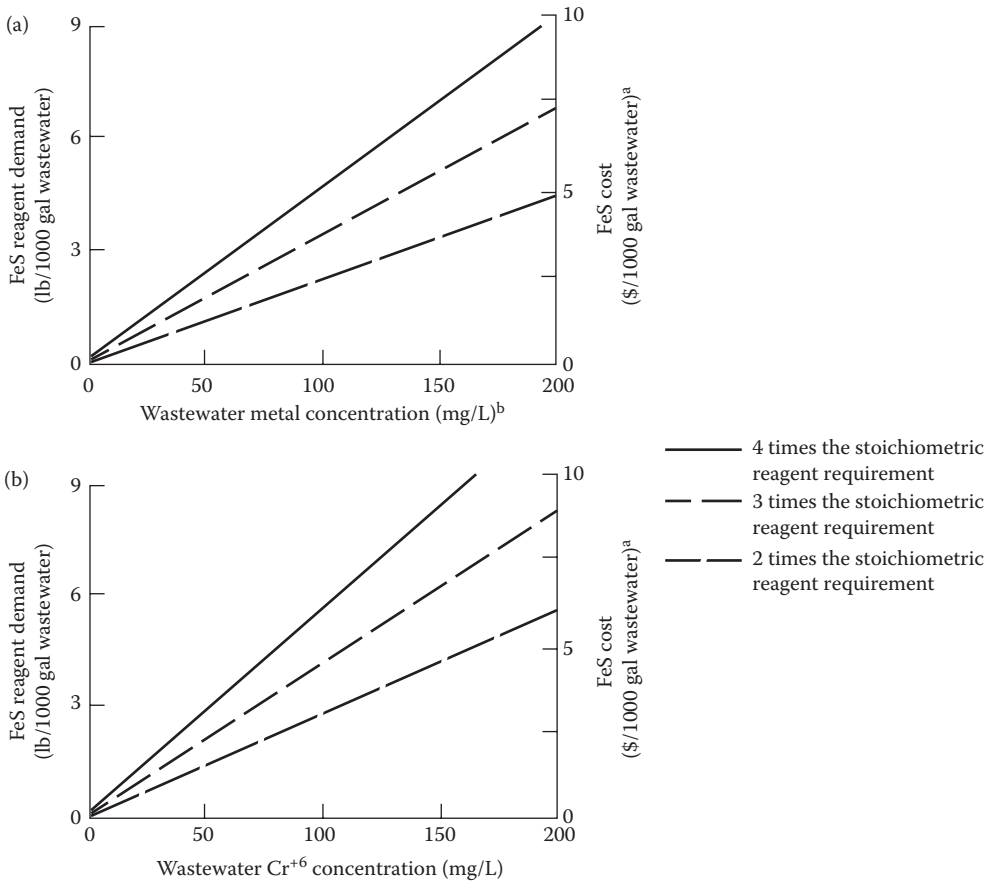 (a)
9
6
3
0
FeS reagent demand
(lb/1000 gal wastewater)
10
5
0
FeS cost
($/1000 gal wastewater)ᵃ
0 50 100 150 200
Wastewater metal concentration (mg/L)ᵇ
(b)
9
6
3
0
FeS reagent demand
(lb/1000 gal wastewater)
10
5
0
FeS cost
($/1000 gal wastewater)ᵃ
0 50 100 150 200
Wastewater Cr⁺⁶ concentration (mg/L)
4 times the stoichiometric
reagent requirement
3 times the stoichiometric
reagent requirement
2 times the stoichiometric
reagent requirement